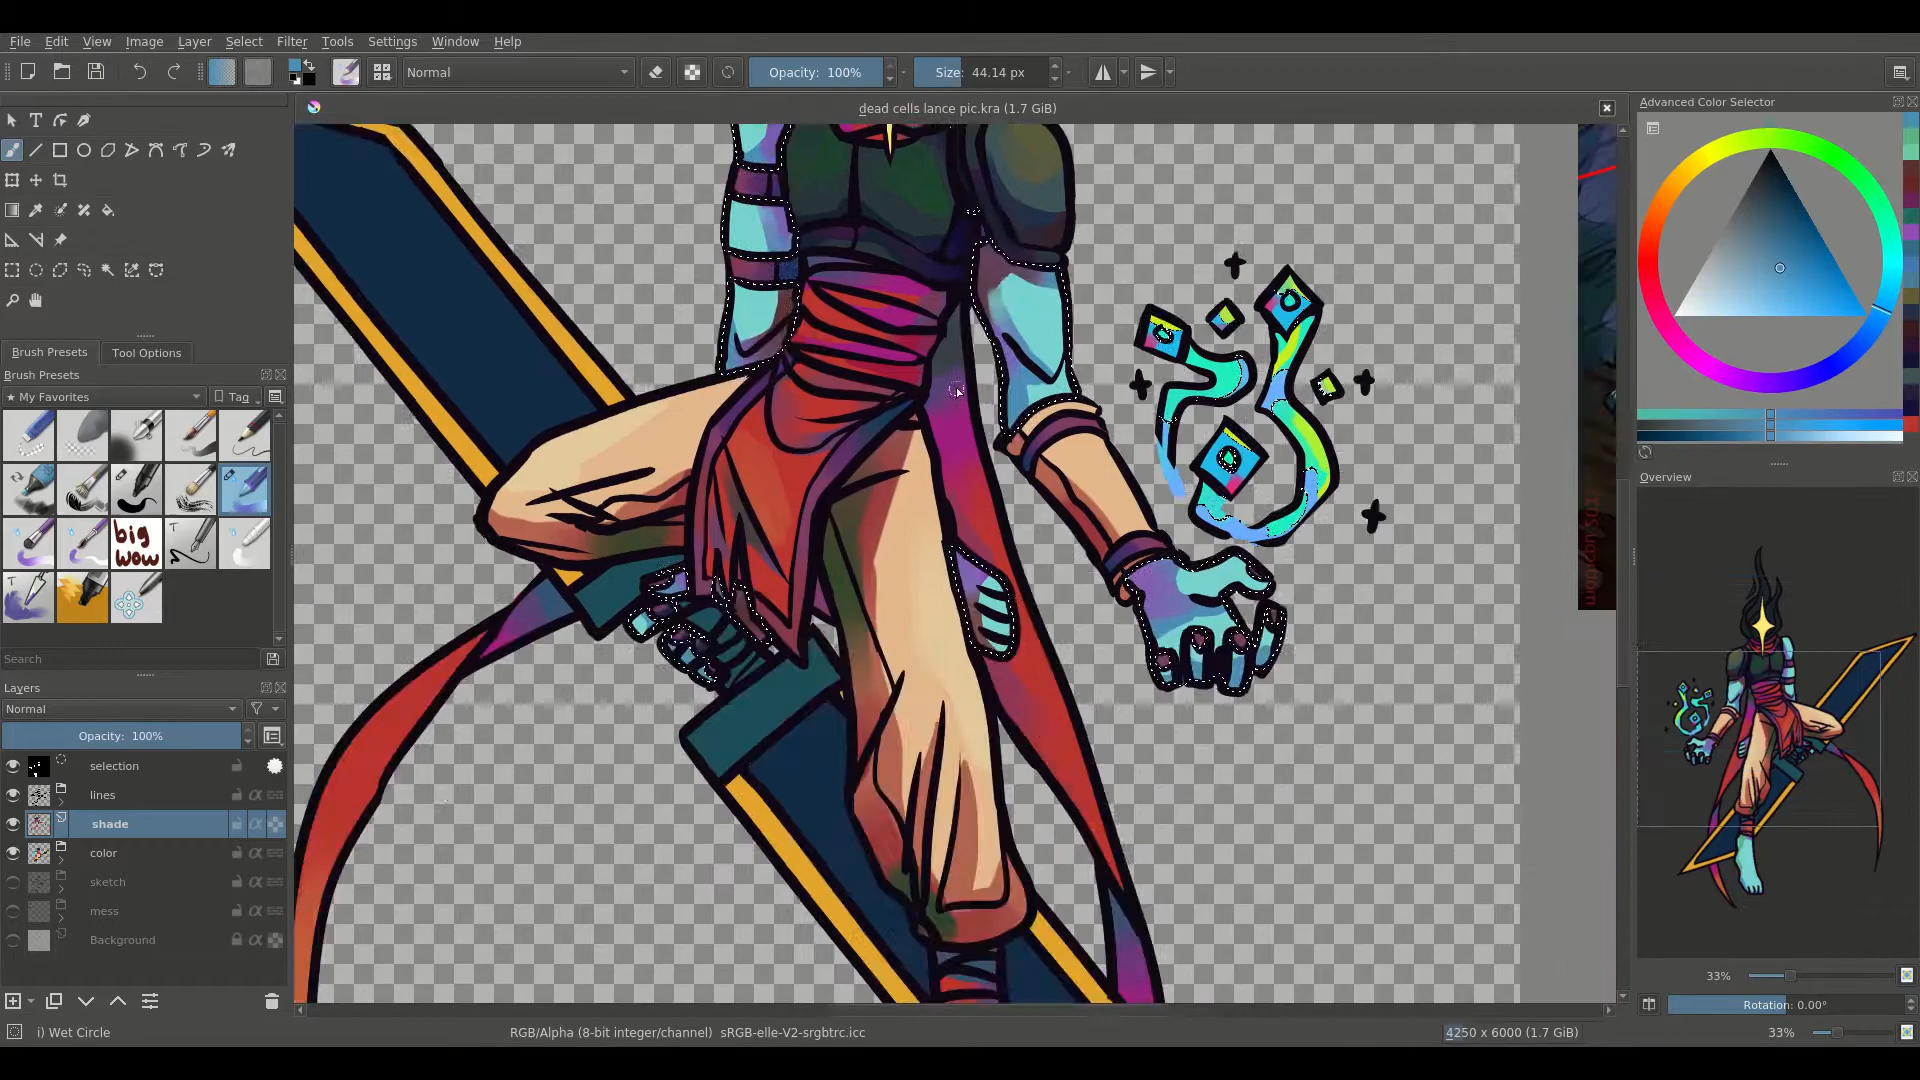 File Edit View Image Layer Select Filter Tools Settings Window Help
Normal
Opacity: 100%
Size: 44.14 px
dead cells lance pic.kra (1.7 GiB)
Advanced Color Selector
Brush Presets Tool Options
Brush Presets
★ My Favorites
Tag
big
wow
T
T
Search
Layers
Normal
Opacity: 100%
selection
lines
shade
color
sketch
mess
Background
Overview
33%
Rotation: 0.00°
i) Wet Circle
RGB/Alpha (8-bit integer/channel) sRGB-elle-V2-srgbtrc.icc
4250 x 6000 (1.7 GiB)
33%